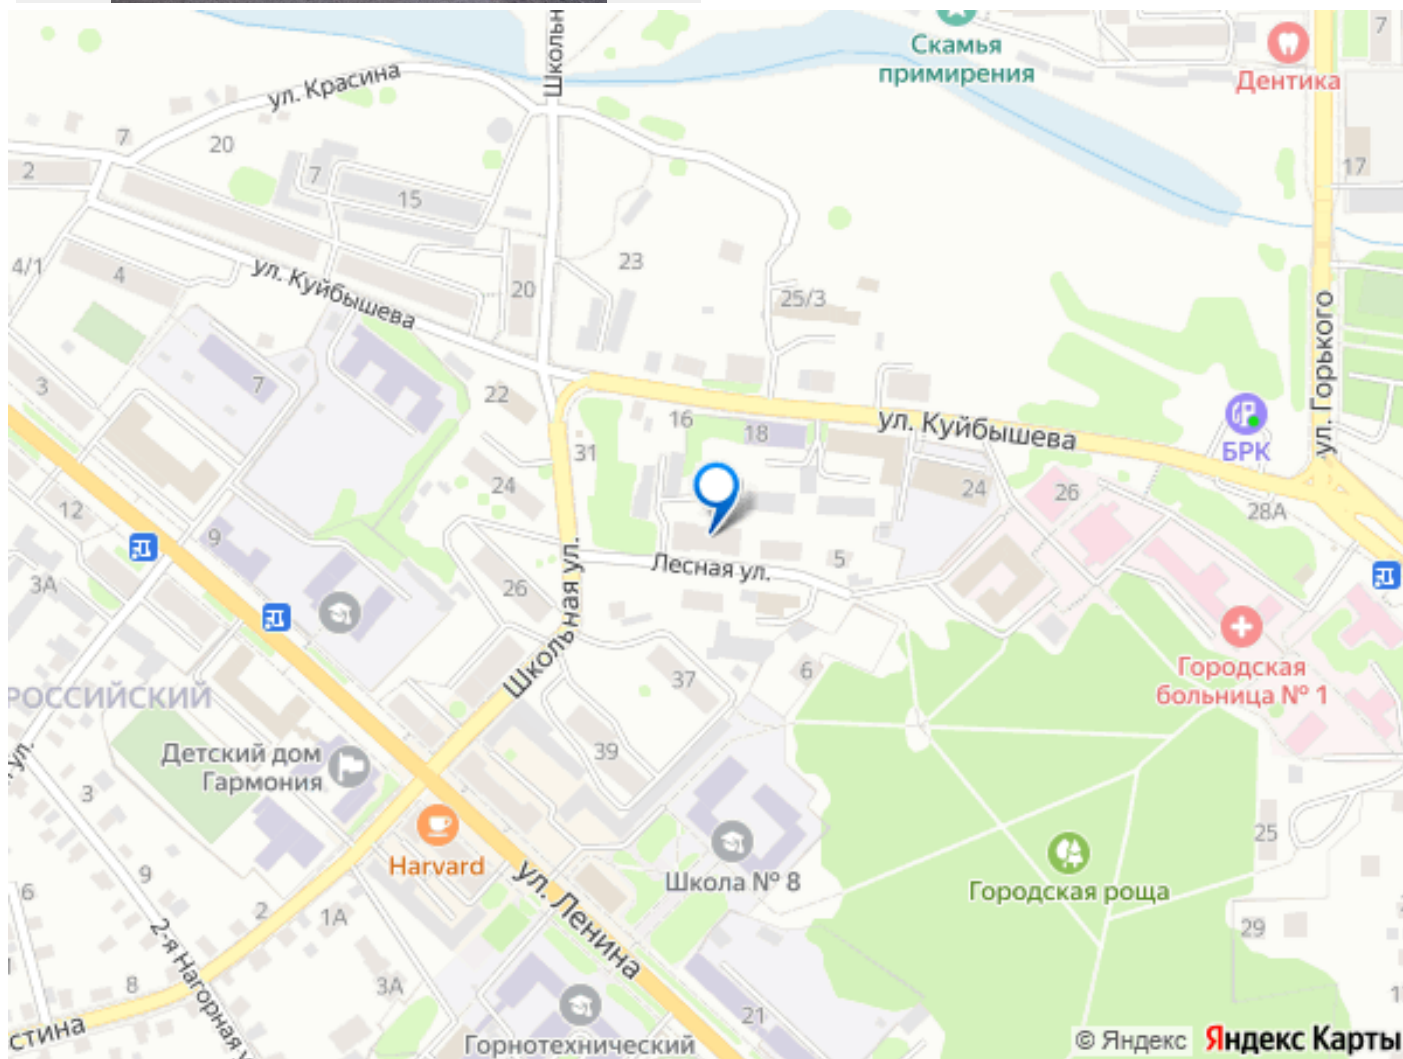 Школьн
Скамья
примирения
Дентика
7
ул. Красина
7
20
17
2
7
15
4/1
4
ул. Куйбышева
23
20
25/3
ул. Горького
3
7
22
16
18
ул. Куйбышева
БРК
31
24
24
26
28А
12
9
Лесная ул.
5
3А
26
Школьная ул.
6
37
Городская
больница № 1
РОССИЙСКИЙ
Детский дом
Гармония
39
3
25
Harvard
Школа № 8
Городская роща
9
6
2
1А
ул. Ленина
29
2-я Нагорная у
8
3А
21
стина
Горнотехнический
© Яндекс Яндекс Карты